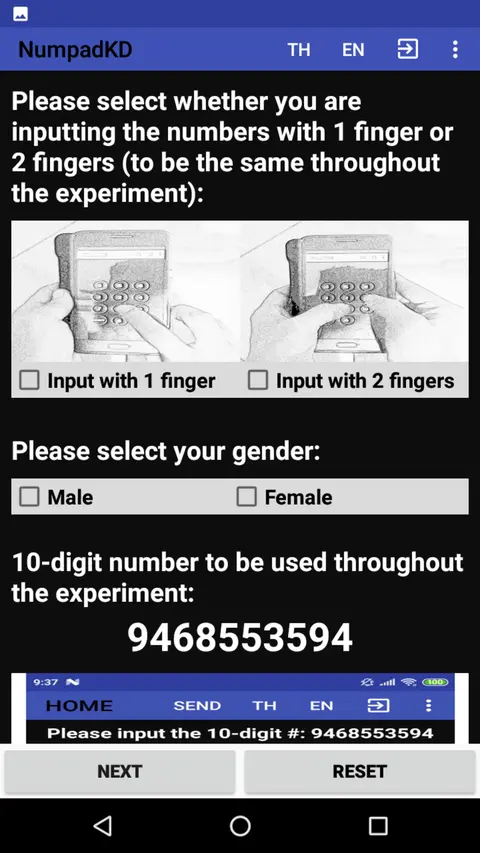 NumpadKD TH EN
Please select whether you are
inputting the numbers with 1 finger or
2 fingers (to be the same throughout
the experiment):
Input with 1 finger Input with 2 fingers
Please select your gender:
Male Female
10-digit number to be used throughout
the experiment:
9468553594
9:37 100
HOME SEND TH EN
Please input the 10-digit #: 9468553594
NEXT RESET